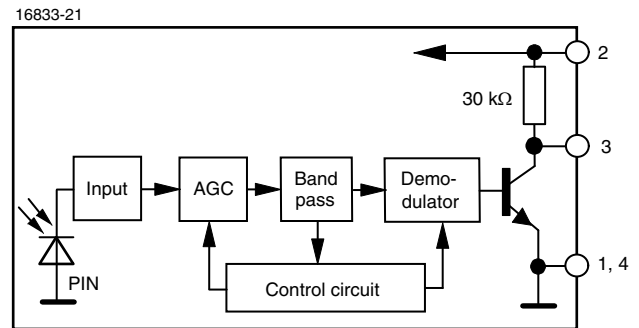 16833-21
2
30 kΩ
3
Input
AGC
Band
pass
Demo-
dulator
PIN
Control circuit
1, 4